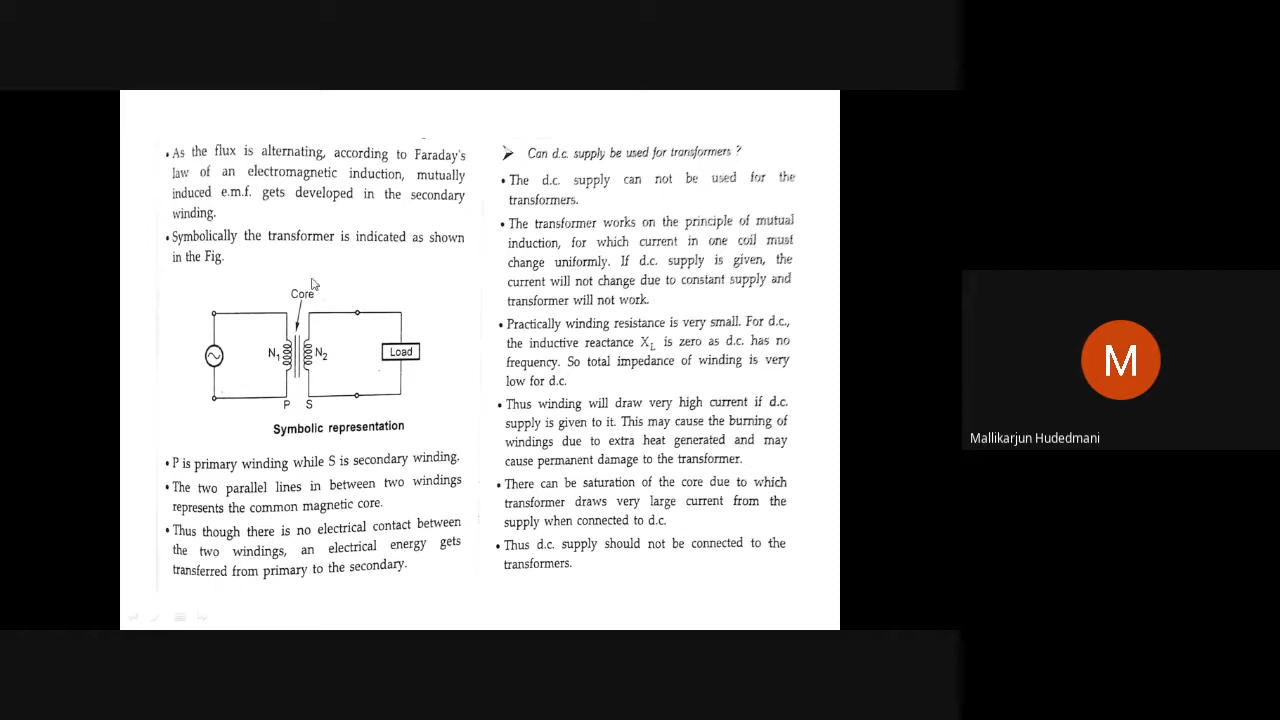 • As the flux is alternating, according to Faraday's
law of an electromagnetic induction, mutually
induced e.m.f. gets developed in the secondary
winding.
• Symbolically the transformer is indicated as shown
in the Fig.
Core
N₁
N₂
Load
P S
Symbolic representation
• P is primary winding while S is secondary winding.
• The two parallel lines in between two windings
represents the common magnetic core.
• Thus though there is no electrical contact between
the two windings, an electrical energy gets
transferred from primary to the secondary.
➤ Can d.c. supply be used for transformers ?
• The d.c. supply can not be used for the
transformers.
• The transformer works on the principle of mutual
induction, for which current in one coil must
change uniformly. If d.c. supply is given, the
current will not change due to constant supply and
transformer will not work.
• Practically winding resistance is very small. For d.c.,
the inductive reactance X_L is zero as d.c. has no
frequency. So total impedance of winding is very
low for d.c.
• Thus winding will draw very high current if d.c.
supply is given to it. This may cause the burning of
windings due to extra heat generated and may
cause permanent damage to the transformer.
• There can be saturation of the core due to which
transformer draws very large current from the
supply when connected to d.c.
• Thus d.c. supply should not be connected to the
transformers.
M
Mallikarjun Hudedmani